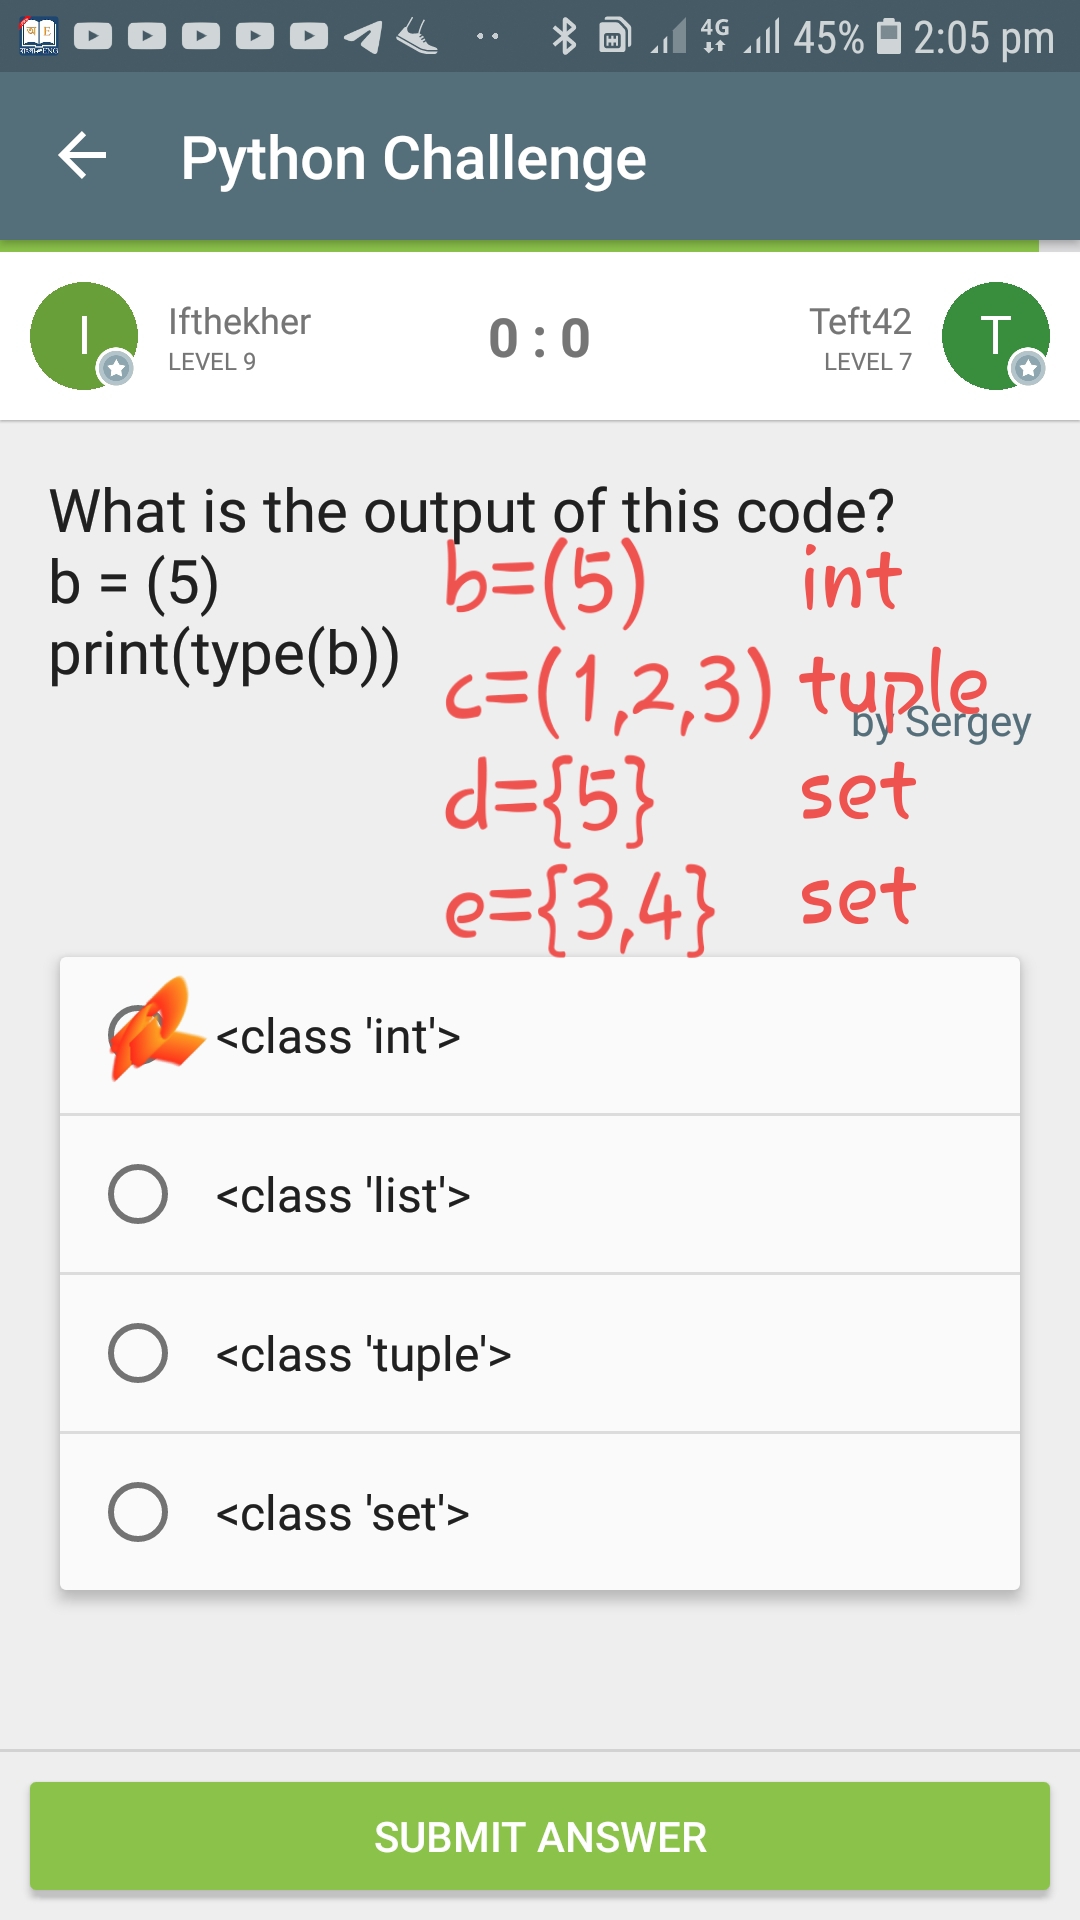 4G 45% 2:05 pm
Python Challenge
I Ifthekher 0 : 0 Teft42 T
LEVEL 9 LEVEL 7
What is the output of this code?
b = (5)
print(type(b))
by Sergey
b=(5) int
c=(1,2,3) tuple
d={5} set
e={3,4} set
<class 'int'>
<class 'list'>
<class 'tuple'>
<class 'set'>
SUBMIT ANSWER